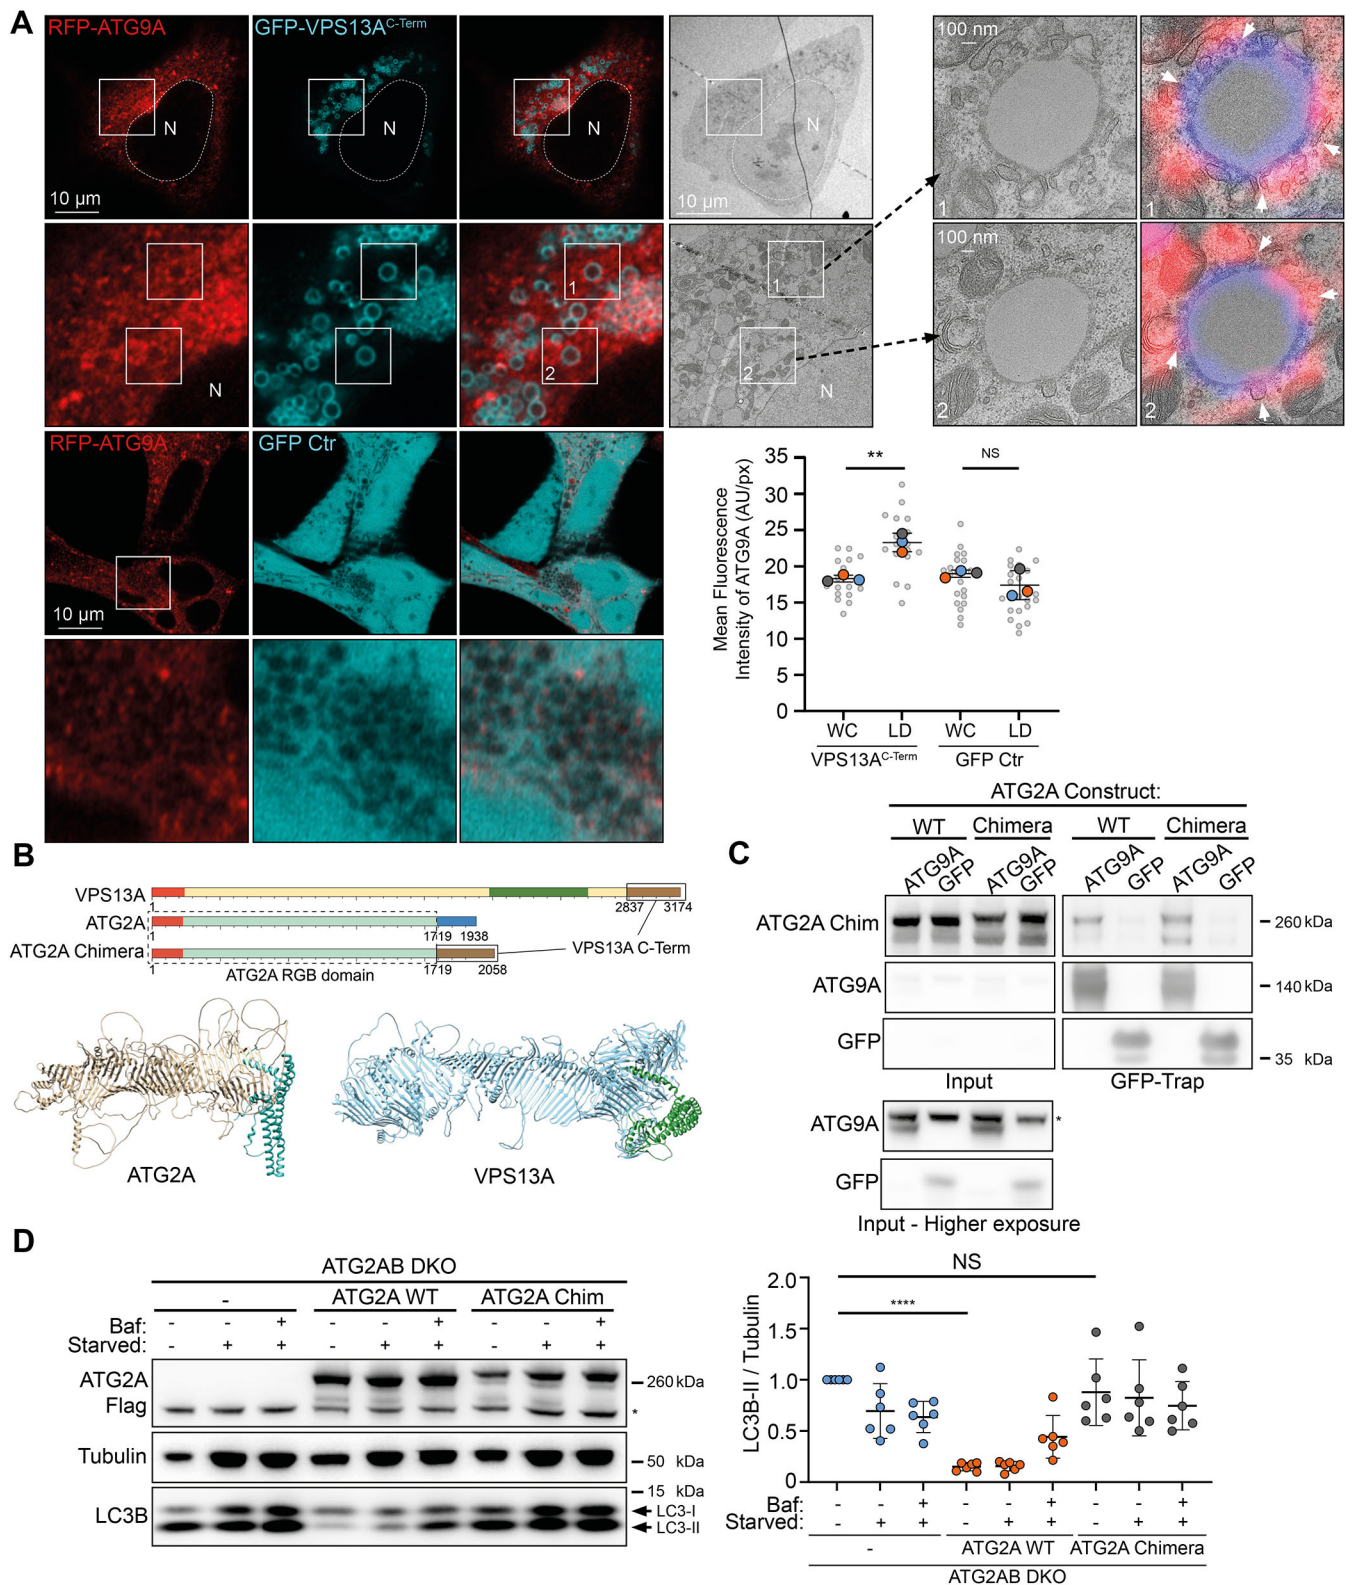 A
RFP-ATG9A
GFP-VPS13A^C-Term
N
N
N
10 µm
10 µm
100 nm
1
1
N
1
2
N
1
2
100 nm
2
2
RFP-ATG9A
GFP Ctr
10 µm
Mean Fluorescence
Intensity of ATG9A (AU/px)
35
30
25
20
15
10
5
0
**
NS
WC
LD
WC
LD
VPS13A^C-Term
GFP Ctr
B
VPS13A
1
2837
3174
ATG2A
1
1719
1938
ATG2A Chimera
1
1719
2058
VPS13A C-Term
ATG2A RGB domain
ATG2A
VPS13A
C
ATG2A Construct:
WT
Chimera
WT
Chimera
ATG9A
GFP
ATG9A
GFP
ATG9A
GFP
ATG9A
GFP
ATG2A Chim
260 kDa
ATG9A
140 kDa
GFP
35 kDa
Input
GFP-Trap
ATG9A
*
GFP
Input - Higher exposure
D
ATG2AB DKO
-
ATG2A WT
ATG2A Chim
Baf: - - + - - + - - +
Starved: - + + - + + - + +
ATG2A
Flag
260 kDa
*
Tubulin
50 kDa
15 kDa
LC3B
LC3-I
LC3-II
LC3B-II / Tubulin
2.0
1.5
1.0
0.5
0
NS
****
Baf: - - + - - + - - +
Starved: - + + - + + - + +
-
ATG2A WT
ATG2A Chimera
ATG2AB DKO